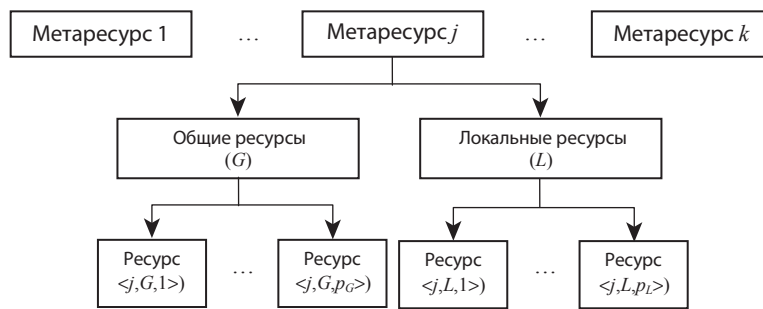 Метаресурс 1 … Метаресурс j … Метаресурс k
Общие ресурсы
(G)
Локальные ресурсы
(L)
Ресурс
<j,G,1>)
…
Ресурс
<j,G,pG>)
Ресурс
<j,L,1>)
…
Ресурс
<j,L,pL>)